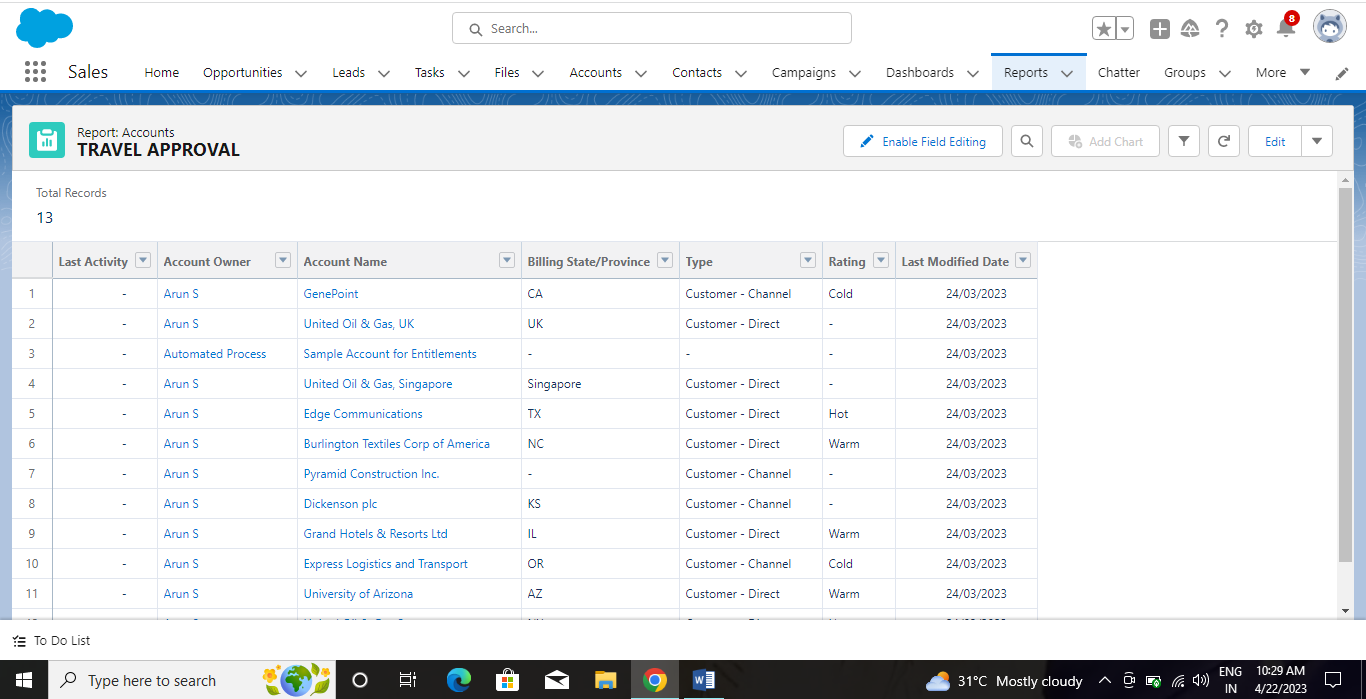 Search...
8
Sales Home Opportunities Leads Tasks Files Accounts Contacts Campaigns Dashboards Reports Chatter Groups More
Report: Accounts
TRAVEL APPROVAL
Enable Field Editing Add Chart Edit
Total Records
13
Last Activity Account Owner Account Name Billing State/Province Type Rating Last Modified Date
1 - Arun S GenePoint CA Customer - Channel Cold 24/03/2023
2 - Arun S United Oil & Gas, UK UK Customer - Direct - 24/03/2023
3 - Automated Process Sample Account for Entitlements - - - 24/03/2023
4 - Arun S United Oil & Gas, Singapore Singapore Customer - Direct - 24/03/2023
5 - Arun S Edge Communications TX Customer - Direct Hot 24/03/2023
6 - Arun S Burlington Textiles Corp of America NC Customer - Direct Warm 24/03/2023
7 - Arun S Pyramid Construction Inc. - Customer - Channel - 24/03/2023
8 - Arun S Dickenson plc KS Customer - Channel - 24/03/2023
9 - Arun S Grand Hotels & Resorts Ltd IL Customer - Direct Warm 24/03/2023
10 - Arun S Express Logistics and Transport OR Customer - Channel Cold 24/03/2023
11 - Arun S University of Arizona AZ Customer - Direct Warm 24/03/2023
To Do List
Type here to search
31°C Mostly cloudy
ENG
IN
10:29 AM
4/22/2023